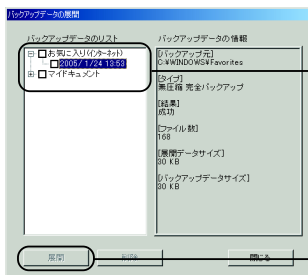 バックアップデータの展開
バックアップデータのリスト
お気に入り(インターネット)
2005/ 1/24 13:53
マイドキュメント
バックアップデータの情報
[バックアップ元]
C:¥WINDOWS¥Favorites
[タイプ]
無圧縮 完全バックアップ
[結果]
成功
[ファイル数]
168
[展開データサイズ]
30 KB
[バックアップデータサイズ]
30 KB
展開
削除
閉じる